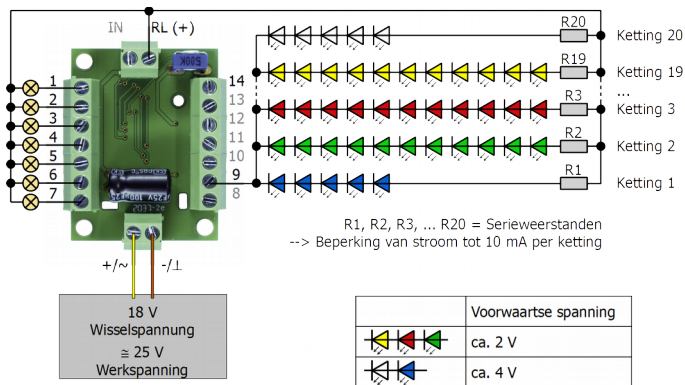 IN RL (+)
500K
1
2
3
4
5
6
7
14
13
12
11
10
9
8
+/~ -/⊥
18 V
Wisselspannung
≅ 25 V
Werkspanning
R20 Ketting 20
R19 Ketting 19
...
R3 Ketting 3
R2 Ketting 2
R1 Ketting 1
R1, R2, R3, ... R20 = Serieweerstanden
--> Beperking van stroom tot 10 mA per ketting
Voorwaartse spanning
ca. 2 V
ca. 4 V